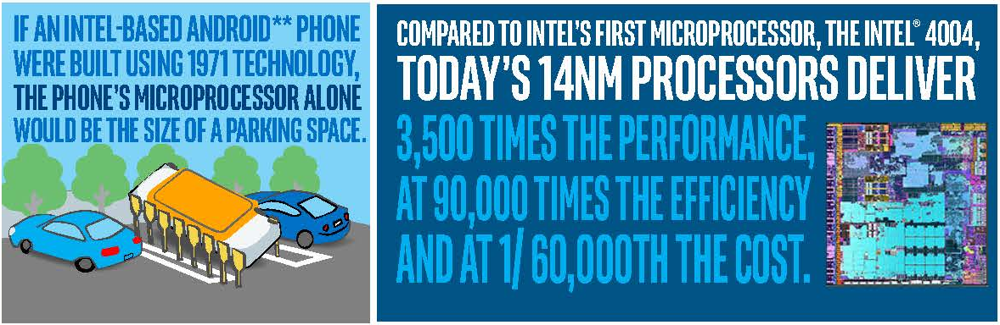 IF AN INTEL-BASED ANDROID** PHONE
WERE BUILT USING 1971 TECHNOLOGY,
THE PHONE'S MICROPROCESSOR ALONE
WOULD BE THE SIZE OF A PARKING SPACE.
COMPARED TO INTEL'S FIRST MICROPROCESSOR, THE INTEL® 4004,
TODAY'S 14NM PROCESSORS DELIVER
3,500 TIMES THE PERFORMANCE,
AT 90,000 TIMES THE EFFICIENCY
AND AT 1/ 60,000TH THE COST.